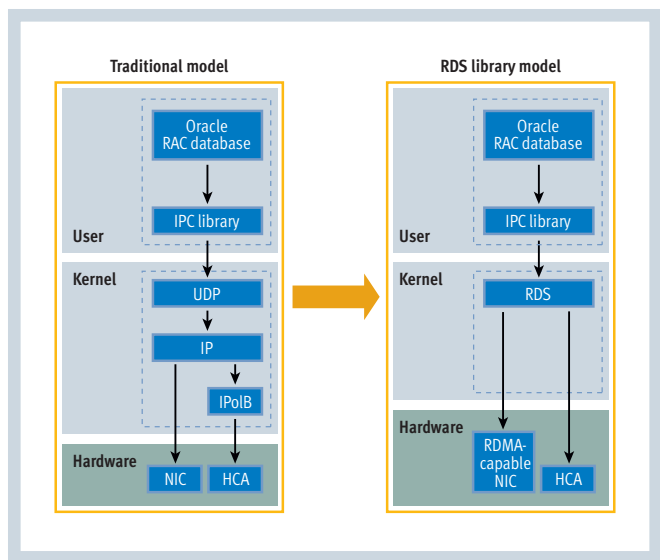 Traditional model
Oracle
RAC database
IPC library
User
Kernel
UDP
IP
IPoIB
Hardware
NIC
HCA
RDS library model
Oracle
RAC database
IPC library
User
Kernel
RDS
Hardware
RDMA-
capable
NIC
HCA